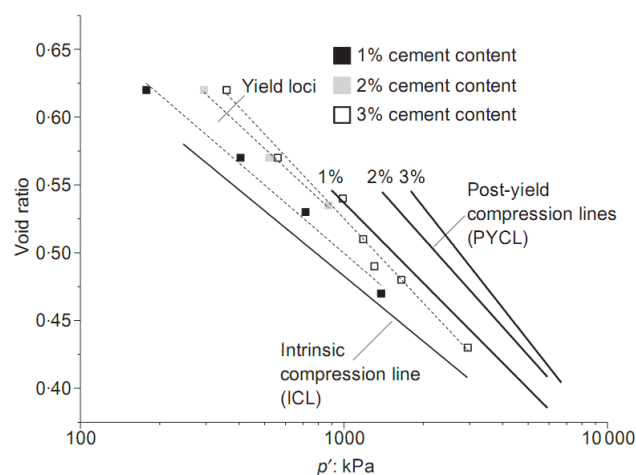 0·65
0·60
0·55
0·50
0·45
0·40
Void ratio
1% cement content
2% cement content
3% cement content
Yield loci
1%
2%
3%
Post-yield
compression lines
(PYCL)
Intrinsic
compression line
(ICL)
100
1000
10 000
p′: kPa